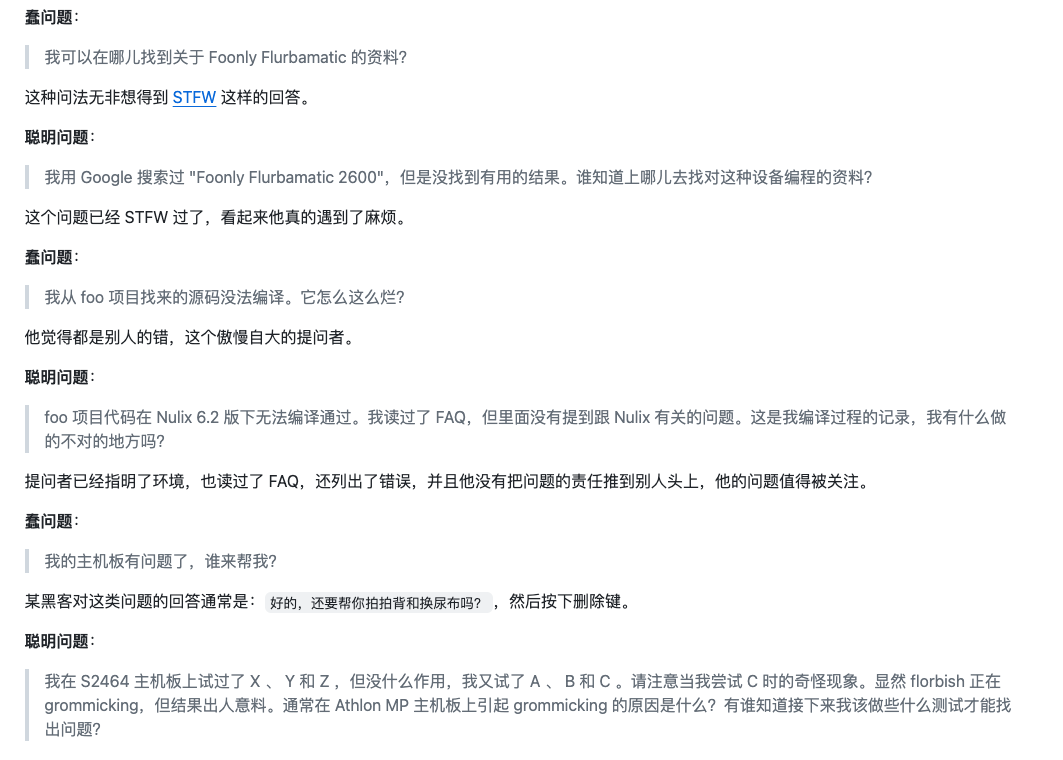 蠢问题：
我可以在哪儿找到关于 Foonly Flurbamatic 的资料？
这种问法无非想得到 STFW 这样的回答。
聪明问题：
我用 Google 搜索过 "Foonly Flurbamatic 2600"，但是没找到有用的结果。谁知道上哪儿去找对这种设备编程的资料？
这个问题已经 STFW 过了，看起来他真的遇到了麻烦。
蠢问题：
我从 foo 项目找来的源码没法编译。它怎么这么烂？
他觉得都是别人的错，这个傲慢自大的提问者。
聪明问题：
foo 项目代码在 Nulix 6.2 版下无法编译通过。我读过了 FAQ，但里面没有提到跟 Nulix 有关的问题。这是我编译过程的记录，我有什么做
的不对的地方吗？
提问者已经指明了环境，也读过了 FAQ，还列出了错误，并且他没有把问题的责任推到别人头上，他的问题值得被关注。
蠢问题：
我的主机板有问题了，谁来帮我？
某黑客对这类问题的回答通常是：好的，还要帮你拍拍背和换尿布吗？，然后按下删除键。
聪明问题：
我在 S2464 主机板上试过了 X 、 Y 和 Z ，但没什么作用，我又试了 A 、 B 和 C 。请注意当我尝试 C 时的奇怪现象。显然 florbish 正在
grommicking，但结果出人意料。通常在 Athlon MP 主机板上引起 grommicking 的原因是什么？有谁知道接下来我该做些什么测试才能找
出问题？